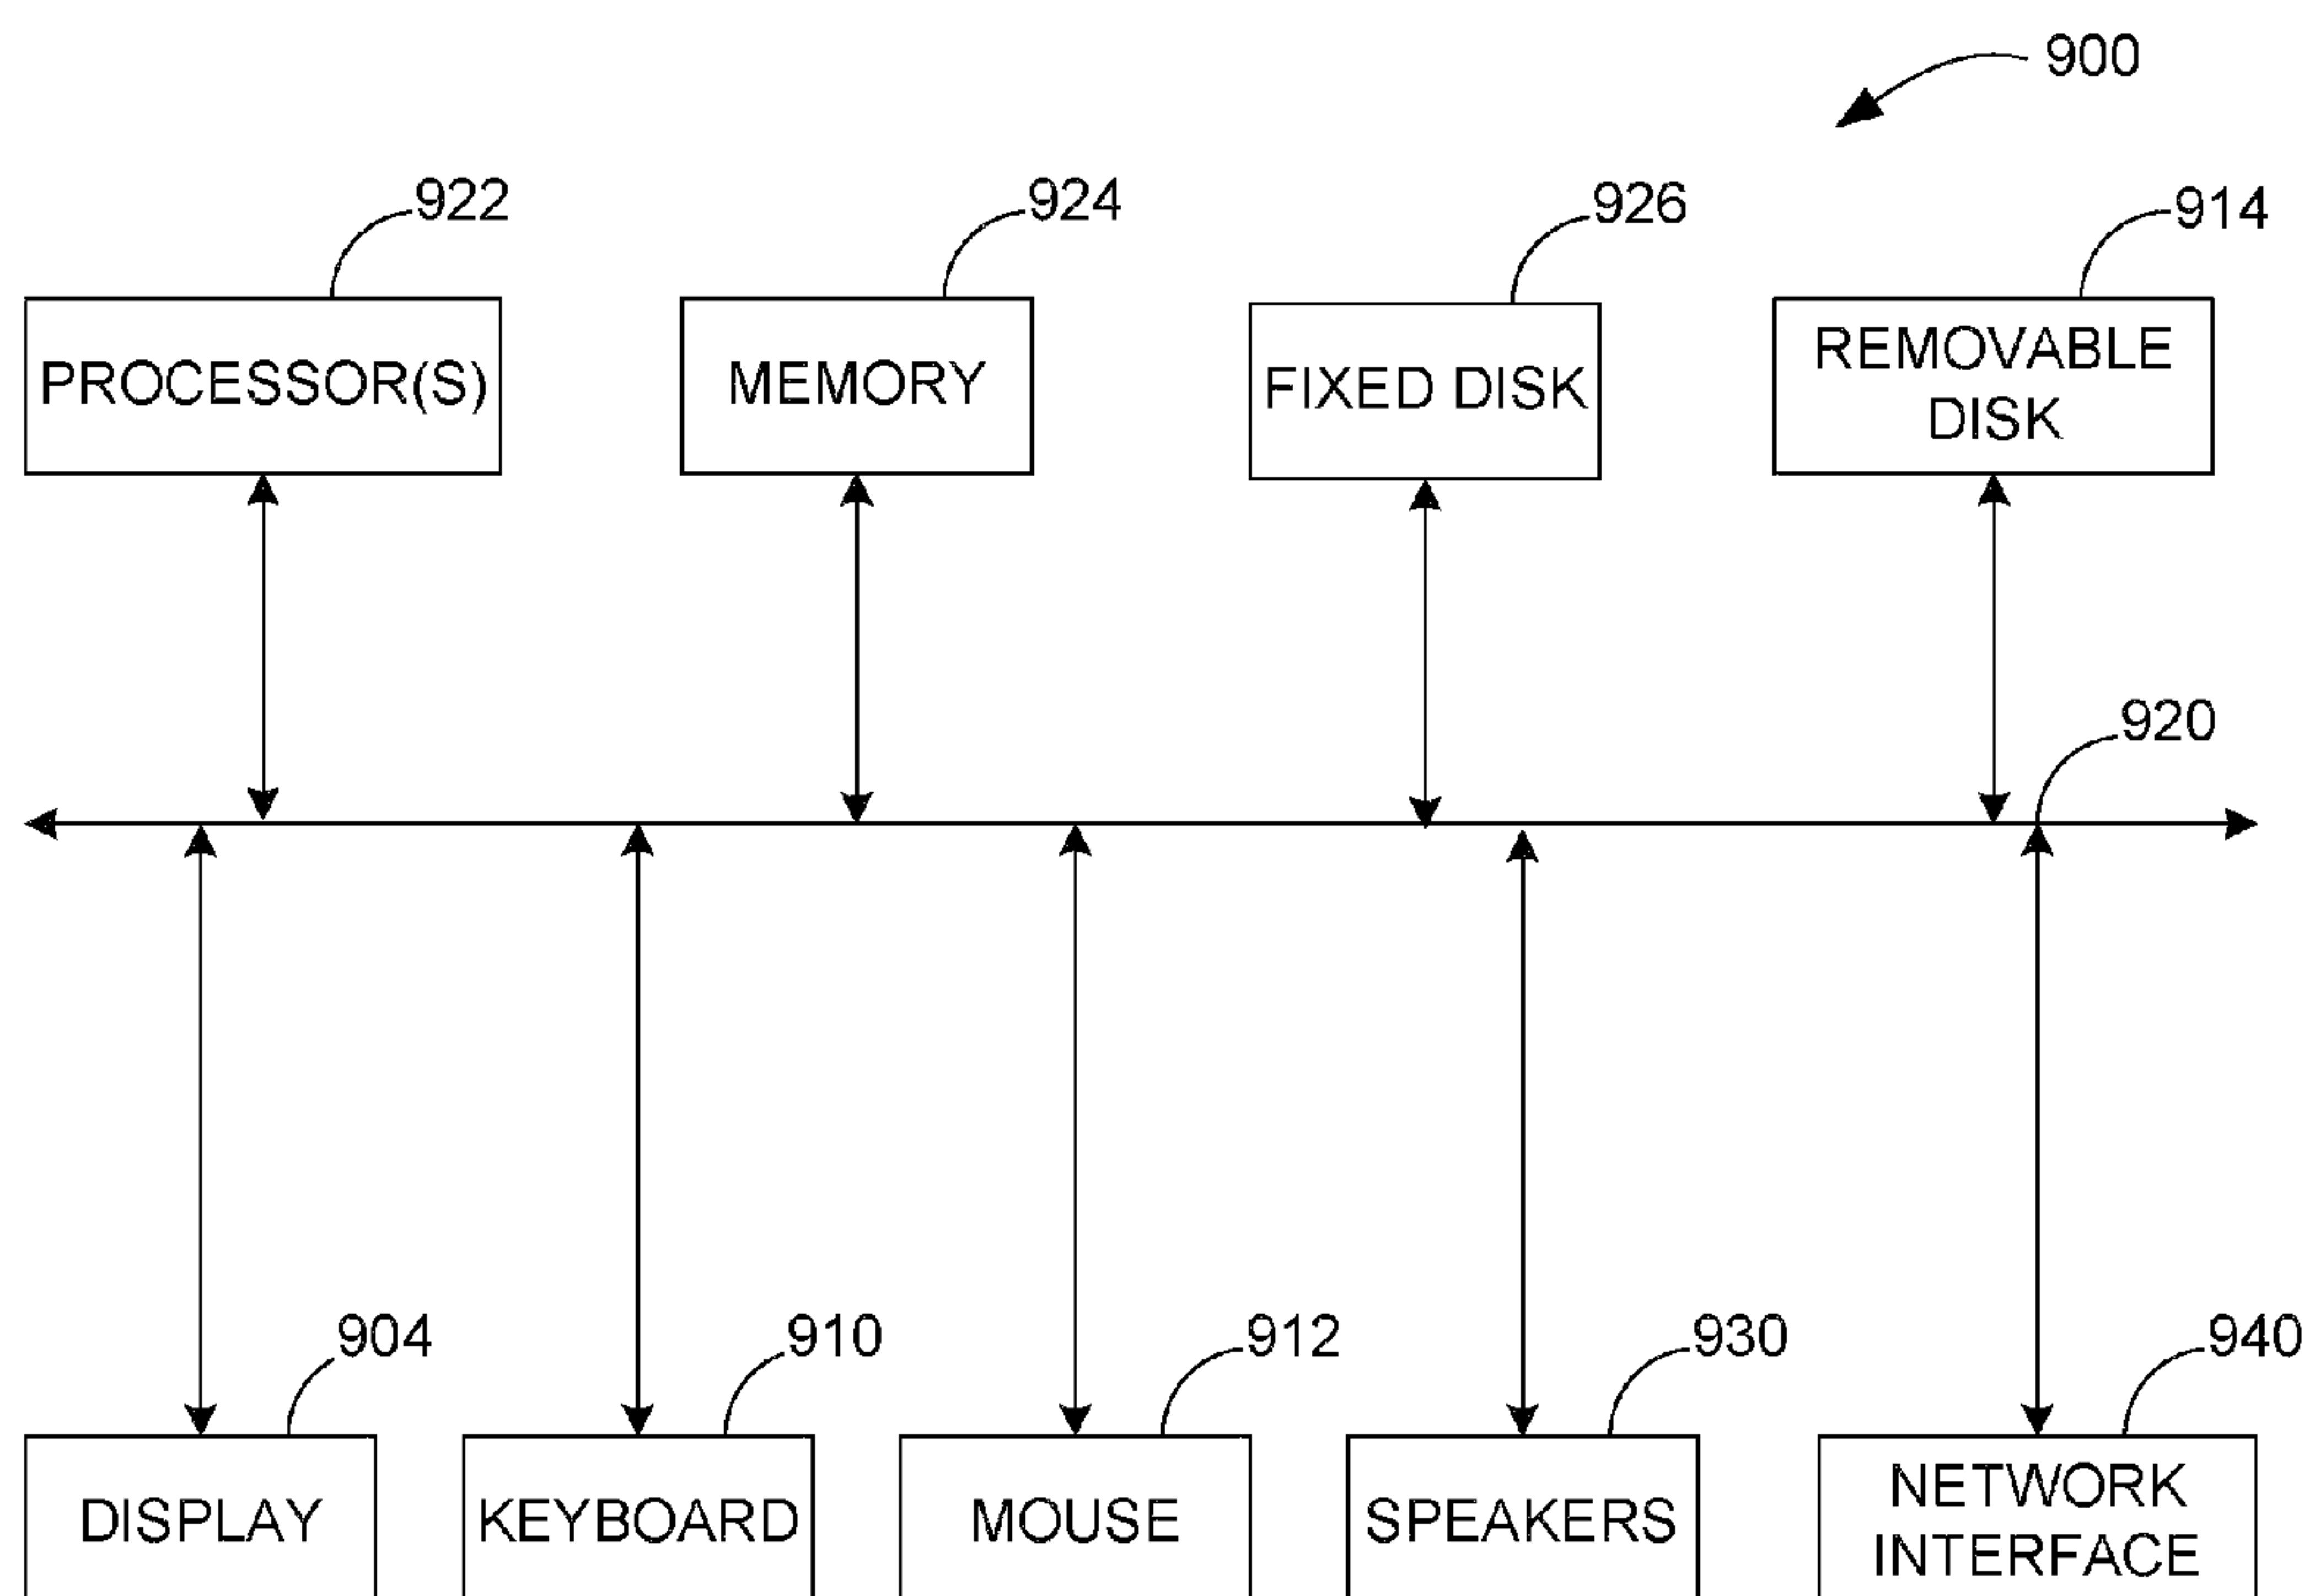 900
922
924
926
914
PROCESSOR(S)
MEMORY
FIXED DISK
REMOVABLE
DISK
920
904
910
912
930
940
DISPLAY
KEYBOARD
MOUSE
SPEAKERS
NETWORK
INTERFACE